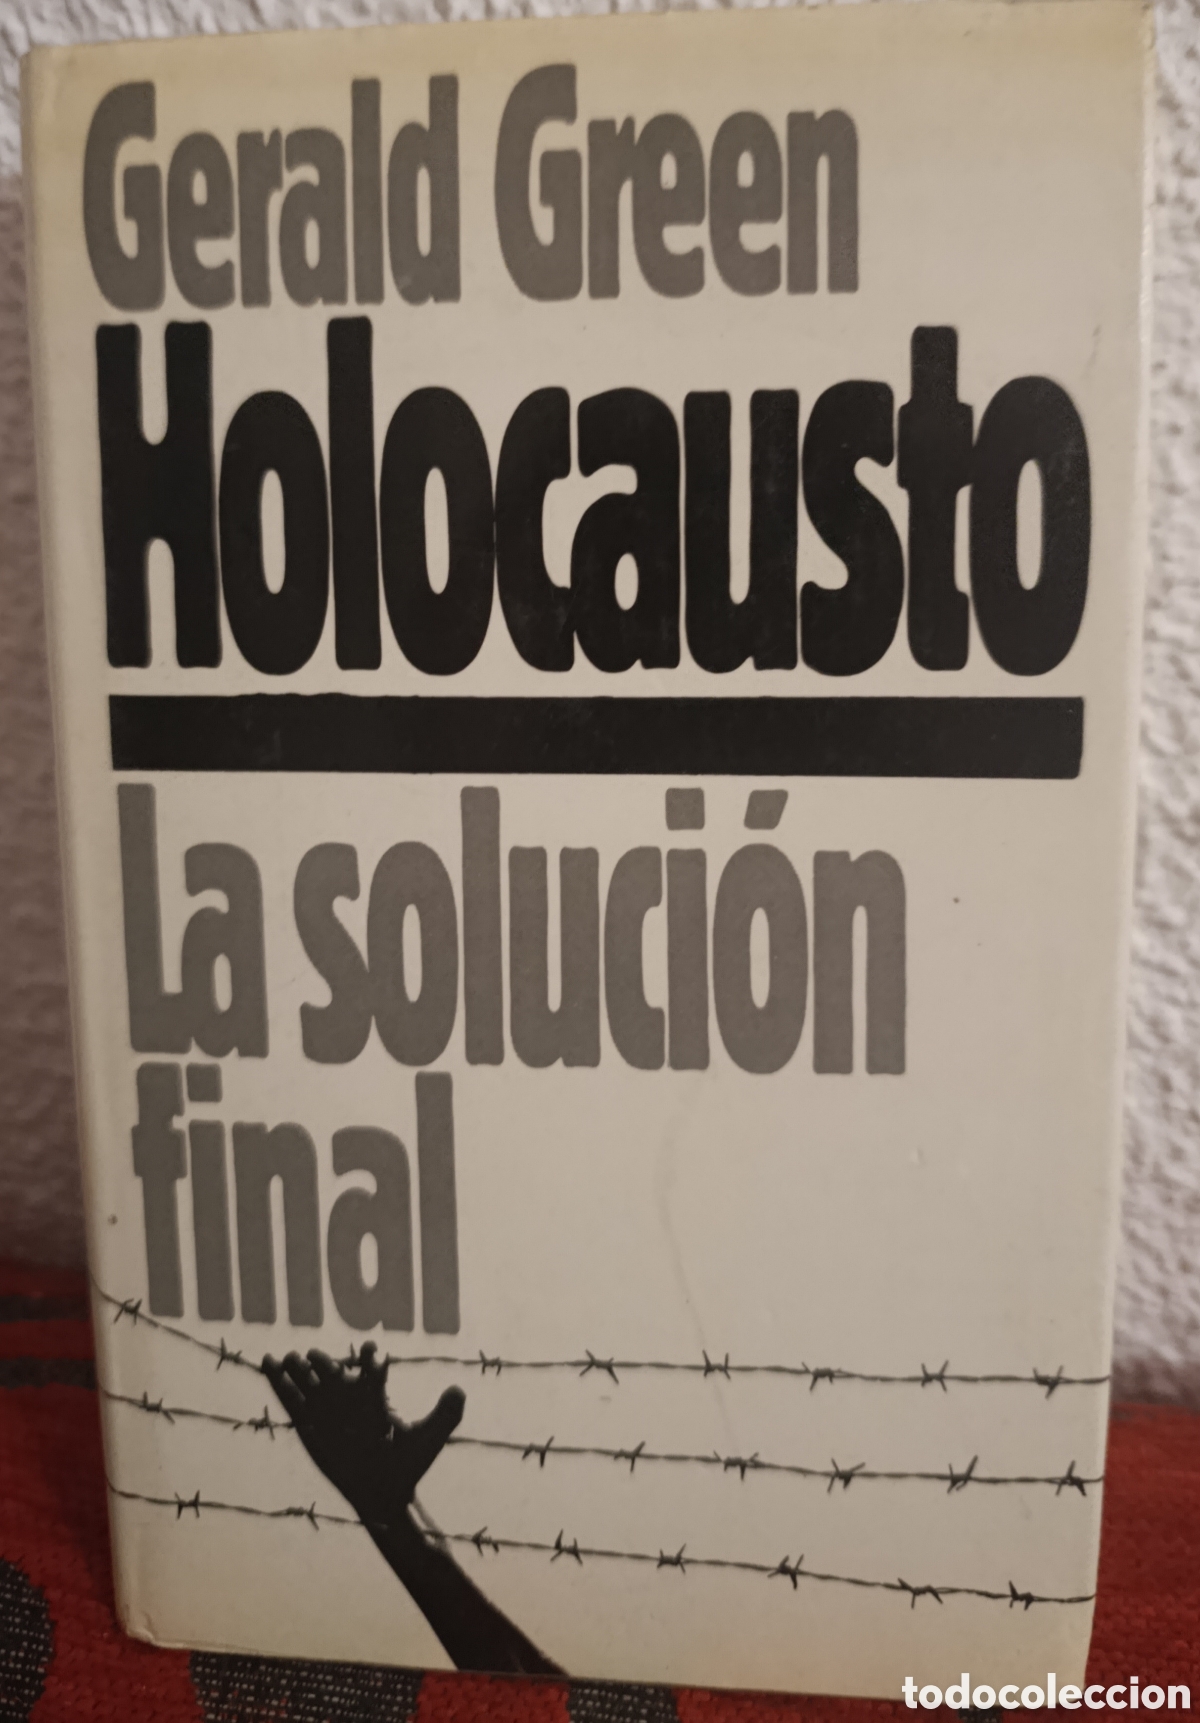 Gerald Green
Holocausto
La solución
final
todocoleccion